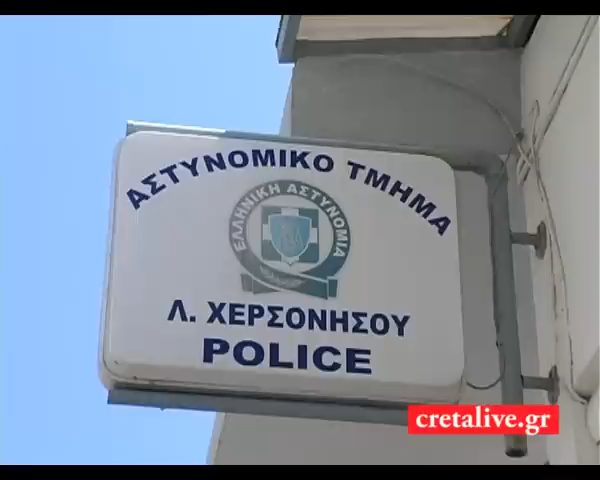 ΑΣΤΥΝΟΜΙΚΟ ΤΜΗΜΑ
ΕΛΛΗΝΙΚΗ ΑΣΤΥΝΟΜΙΑ
Λ. ΧΕΡΣΟΝΗΣΟΥ
POLICE
cretalive.gr